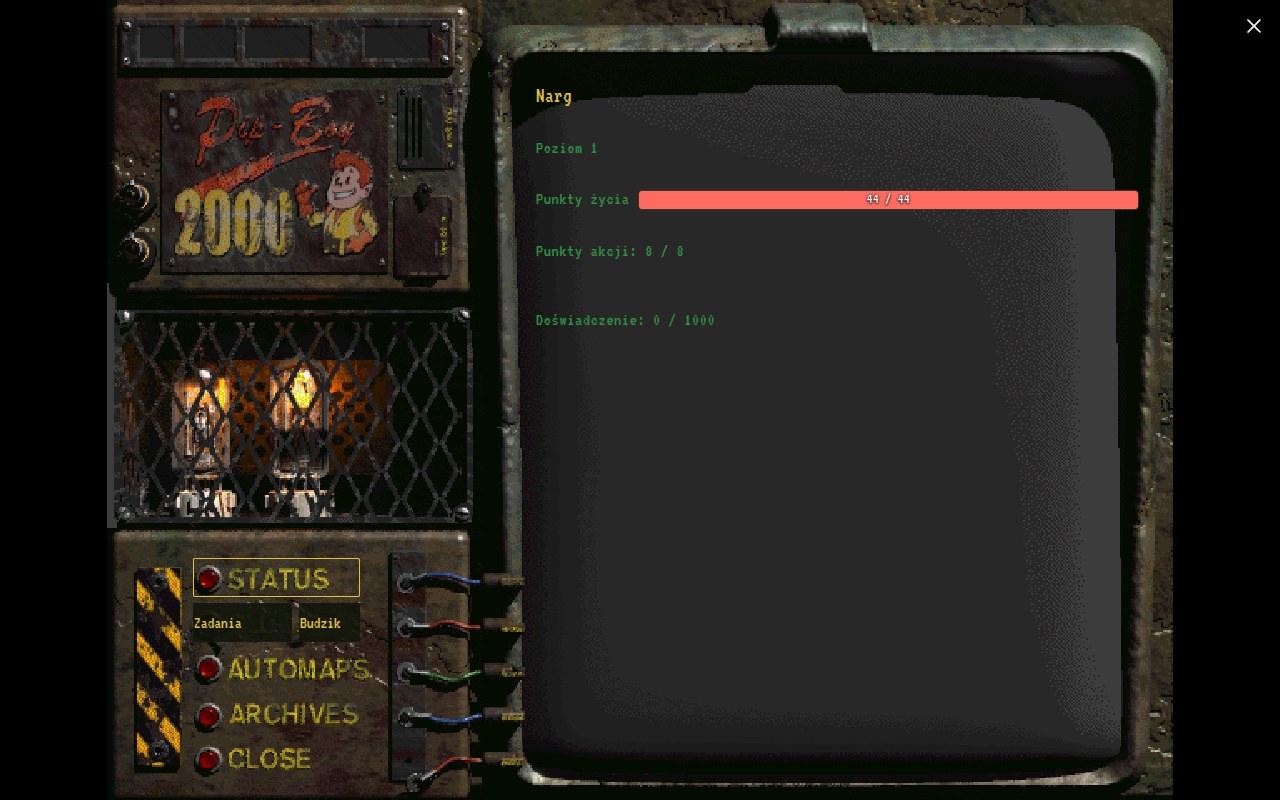 Pip-Boy
2000
STATUS
Zadania
Budzik
AUTOMAPS
ARCHIVES
CLOSE
Narg
Poziom 1
Punkty życia 44 / 44
Punkty akcji: 8 / 8
Doświadczenie: 0 / 1000